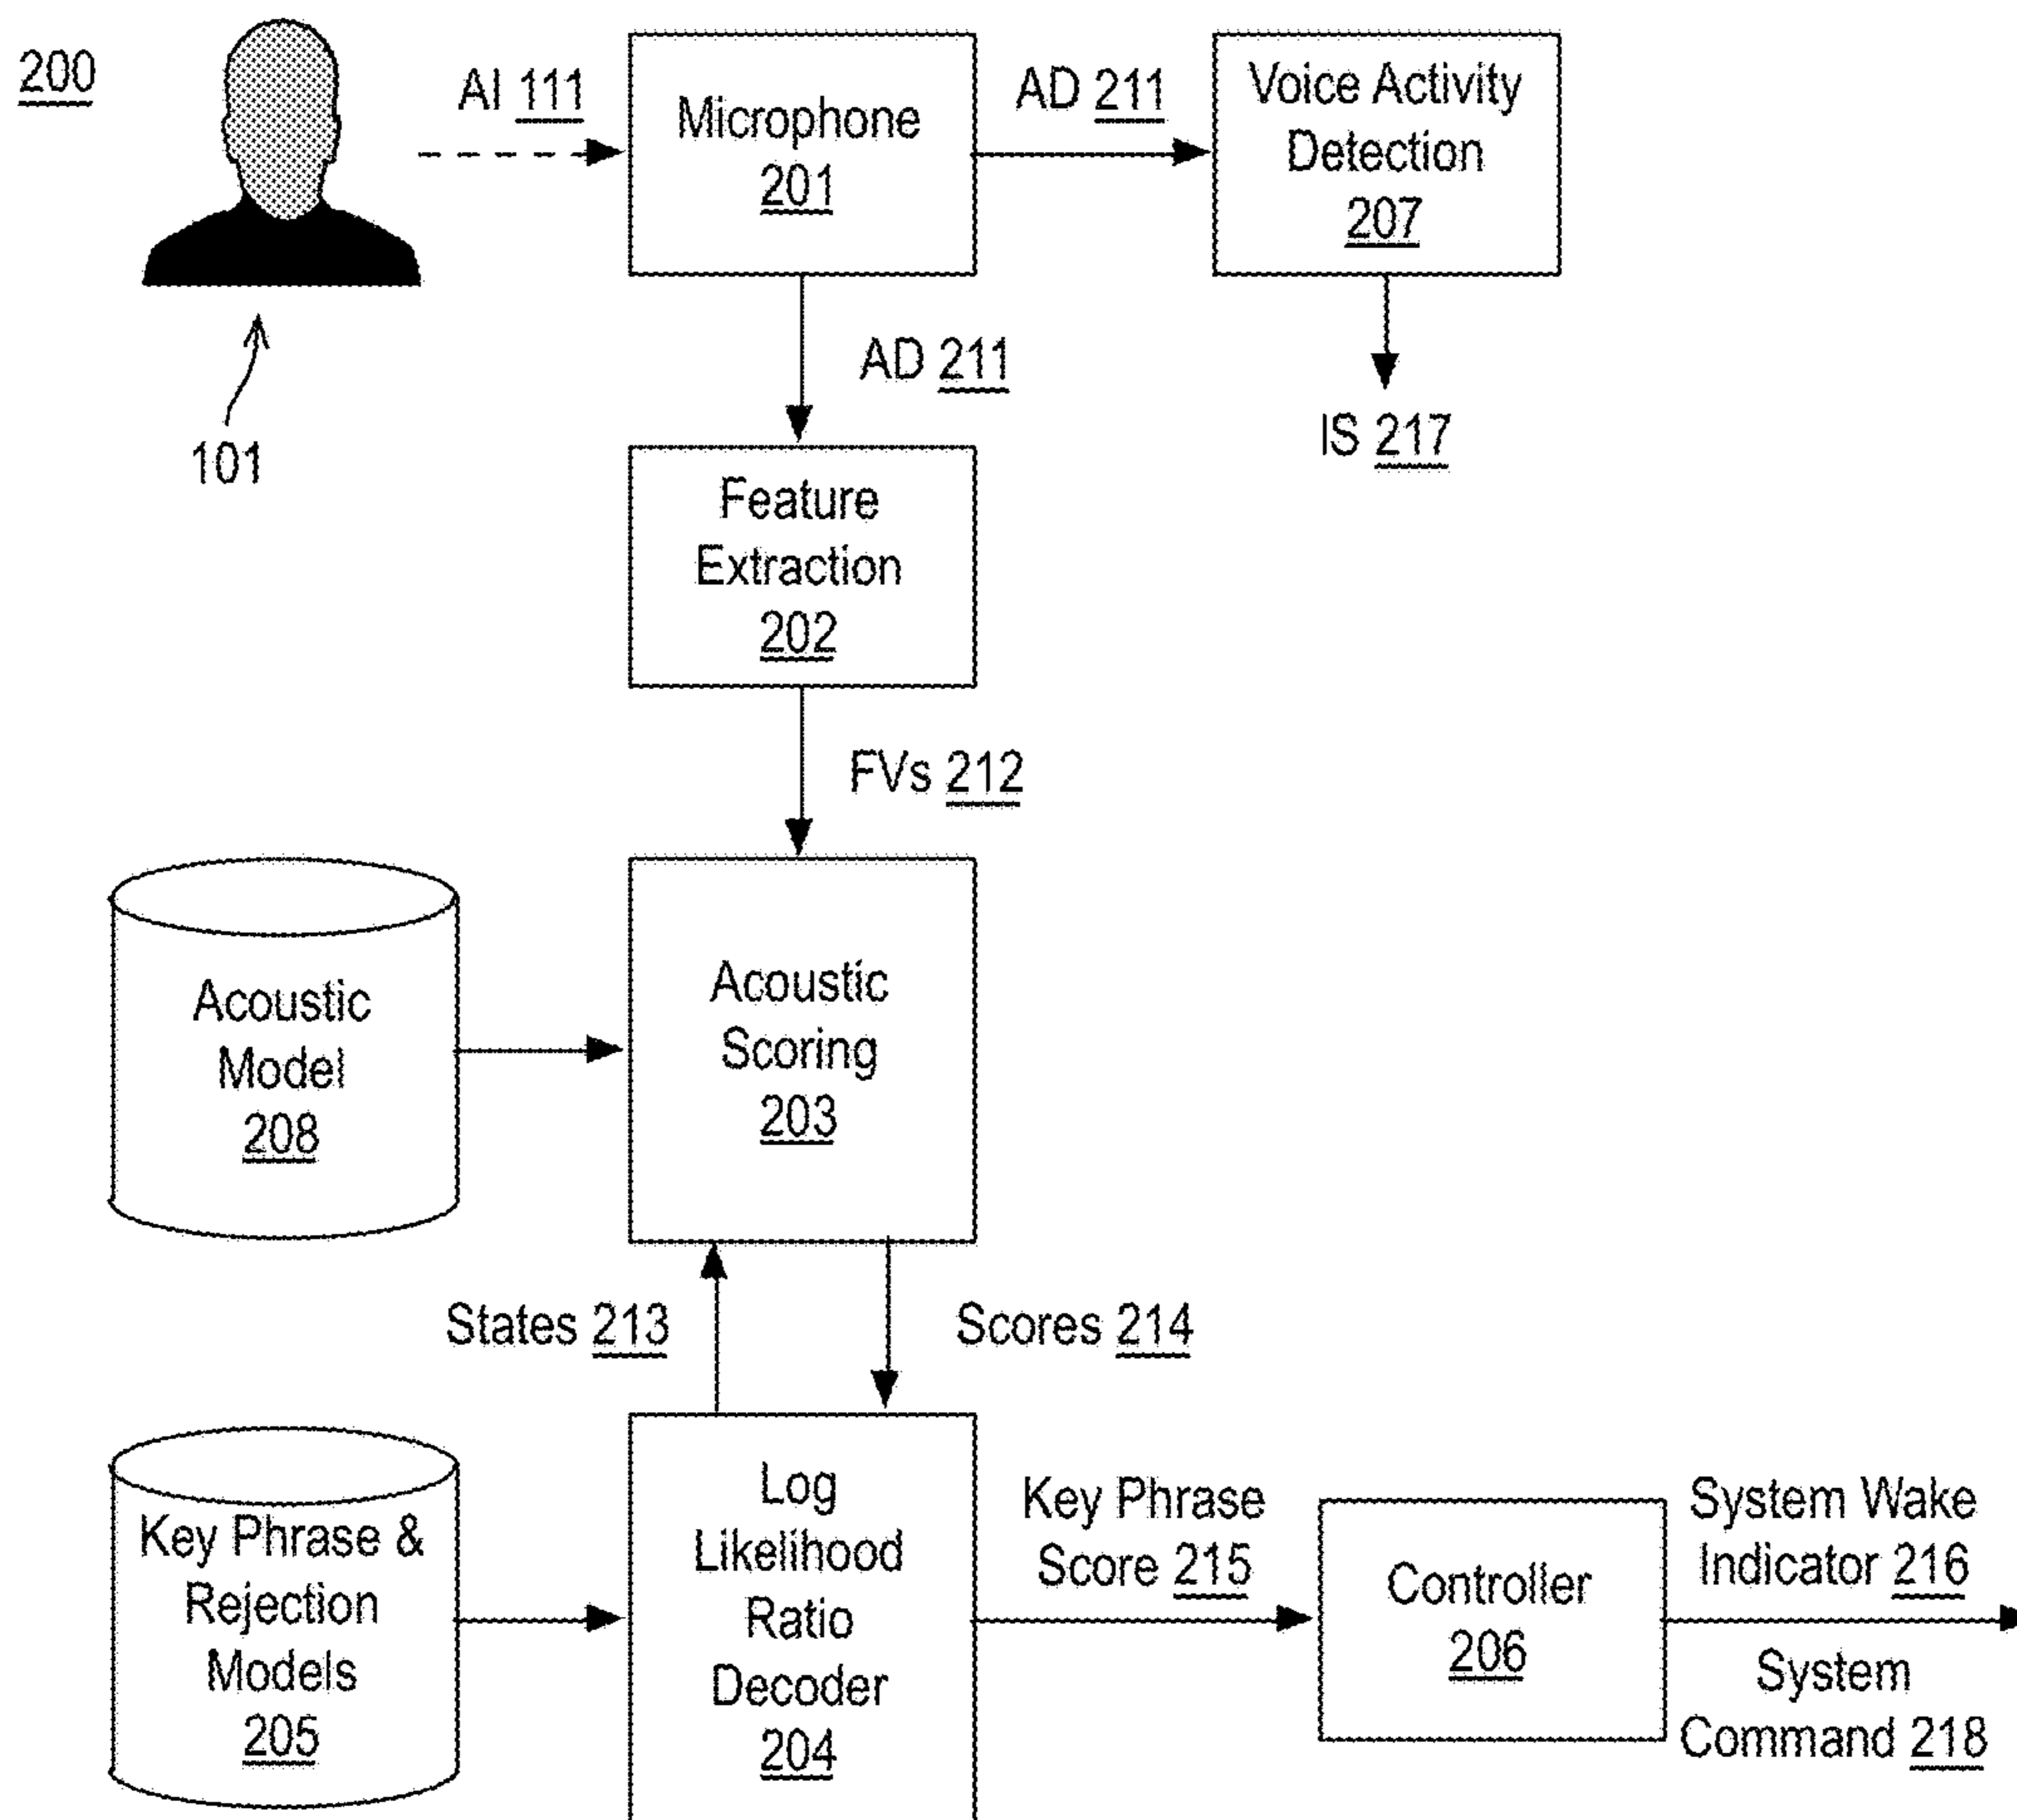 200
AI 111
Microphone
201
AD 211
Voice Activity
Detection
207
101
AD 211
IS 217
Feature
Extraction
202
FVs 212
Acoustic
Model
208
Acoustic
Scoring
203
States 213
Scores 214
Key Phrase &
Rejection
Models
205
Log
Likelihood
Ratio
Decoder
204
Key Phrase
Score 215
Controller
206
System Wake
Indicator 216
System
Command 218